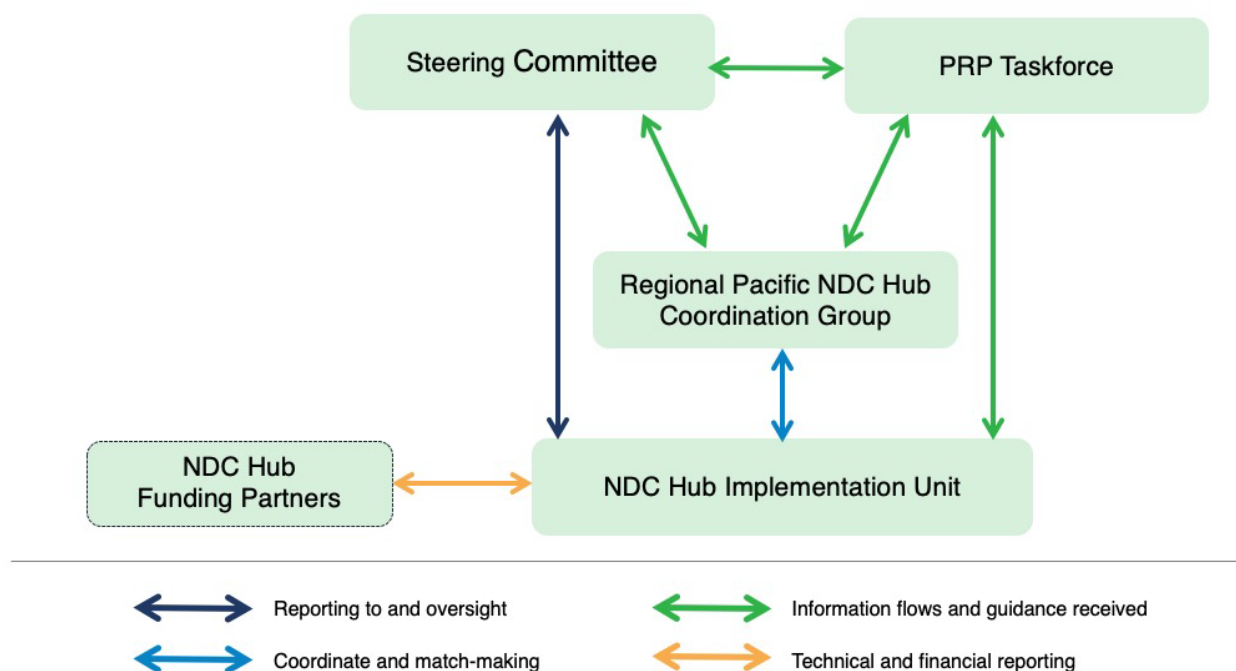 Steering Committee
PRP Taskforce
Regional Pacific NDC Hub
Coordination Group
NDC Hub
Funding Partners
NDC Hub Implementation Unit
Reporting to and oversight
Information flows and guidance received
Coordinate and match-making
Technical and financial reporting